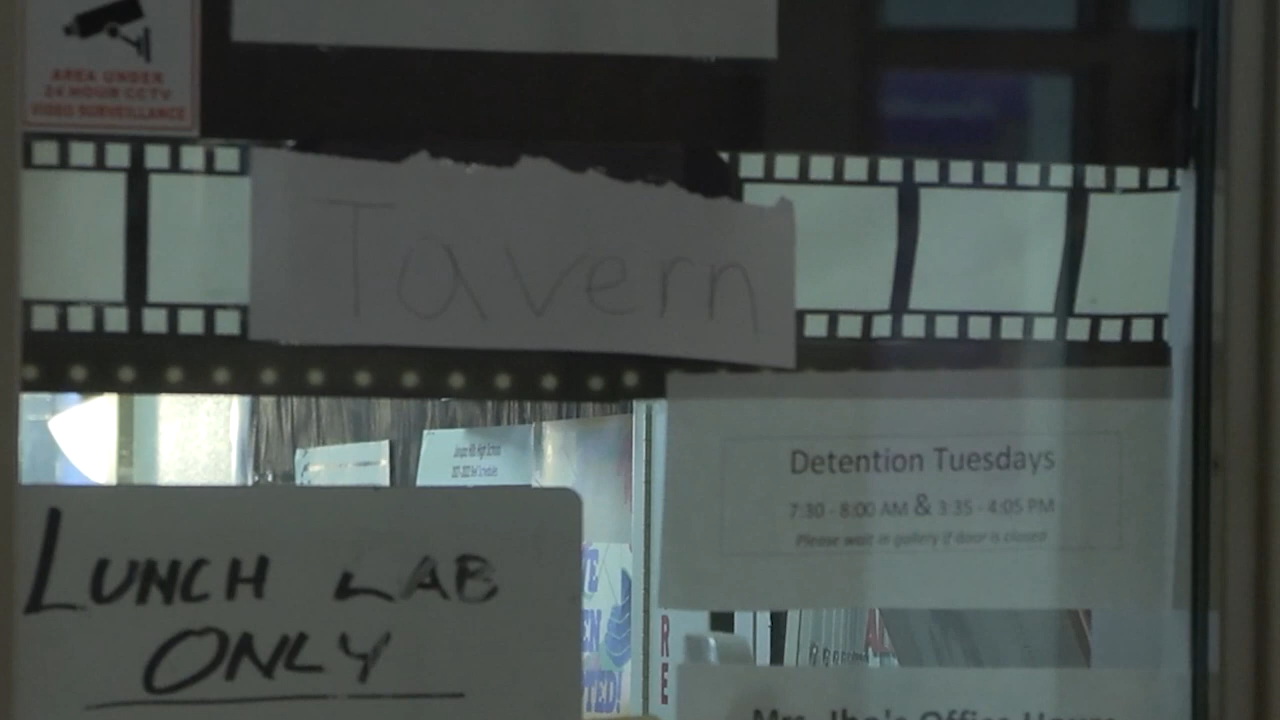 AREA UNDER
24 HOUR CCTV
VIDEO SURVEILLANCE
Tavern
Detention Tuesdays
7:30 - 8:00 AM & 3:35 - 4:05 PM
Please wait in gallery if door is closed
LUNCH LAB
ONLY
R
E
Office